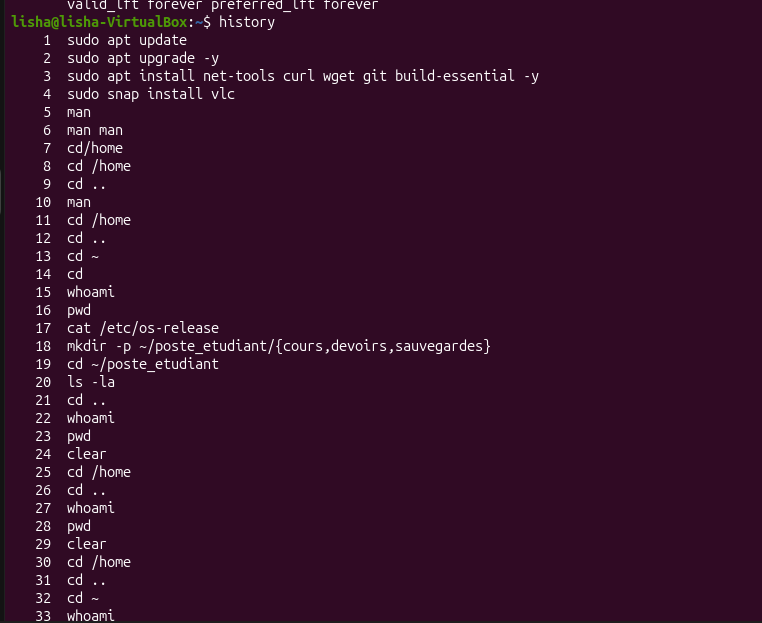 valid_lft forever preferred_lft forever
lisha@lisha-VirtualBox:~$ history
1 sudo apt update
2 sudo apt upgrade -y
3 sudo apt install net-tools curl wget git build-essential -y
4 sudo snap install vlc
5 man
6 man man
7 cd/home
8 cd /home
9 cd ..
10 man
11 cd /home
12 cd ..
13 cd ~
14 cd
15 whoami
16 pwd
17 cat /etc/os-release
18 mkdir -p ~/poste_etudiant/{cours,devoirs,sauvegardes}
19 cd ~/poste_etudiant
20 ls -la
21 cd ..
22 whoami
23 pwd
24 clear
25 cd /home
26 cd ..
27 whoami
28 pwd
29 clear
30 cd /home
31 cd ..
32 cd ~
33 whoami